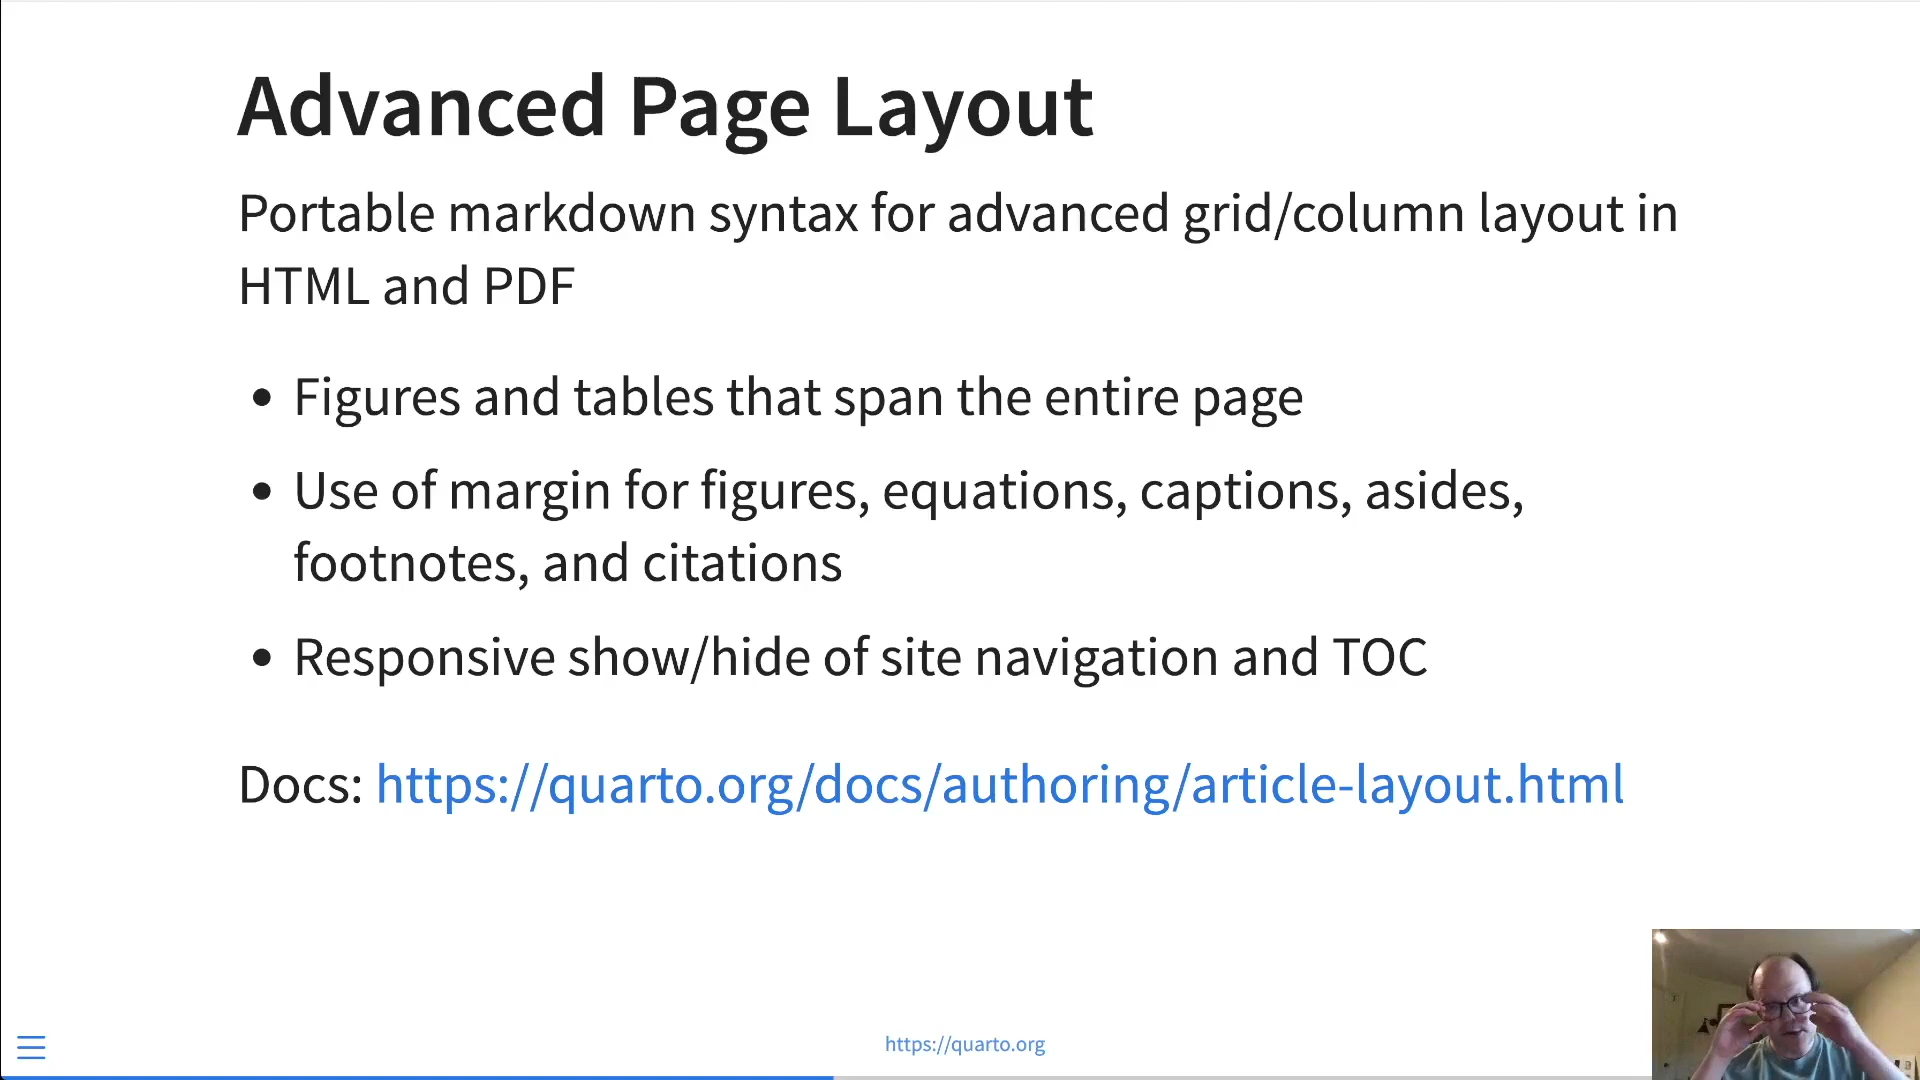 Advanced Page Layout
Portable markdown syntax for advanced grid/column layout in
HTML and PDF
• Figures and tables that span the entire page
• Use of margin for figures, equations, captions, asides,
footnotes, and citations
• Responsive show/hide of site navigation and TOC
Docs: https://quarto.org/docs/authoring/article-layout.html
https://quarto.org